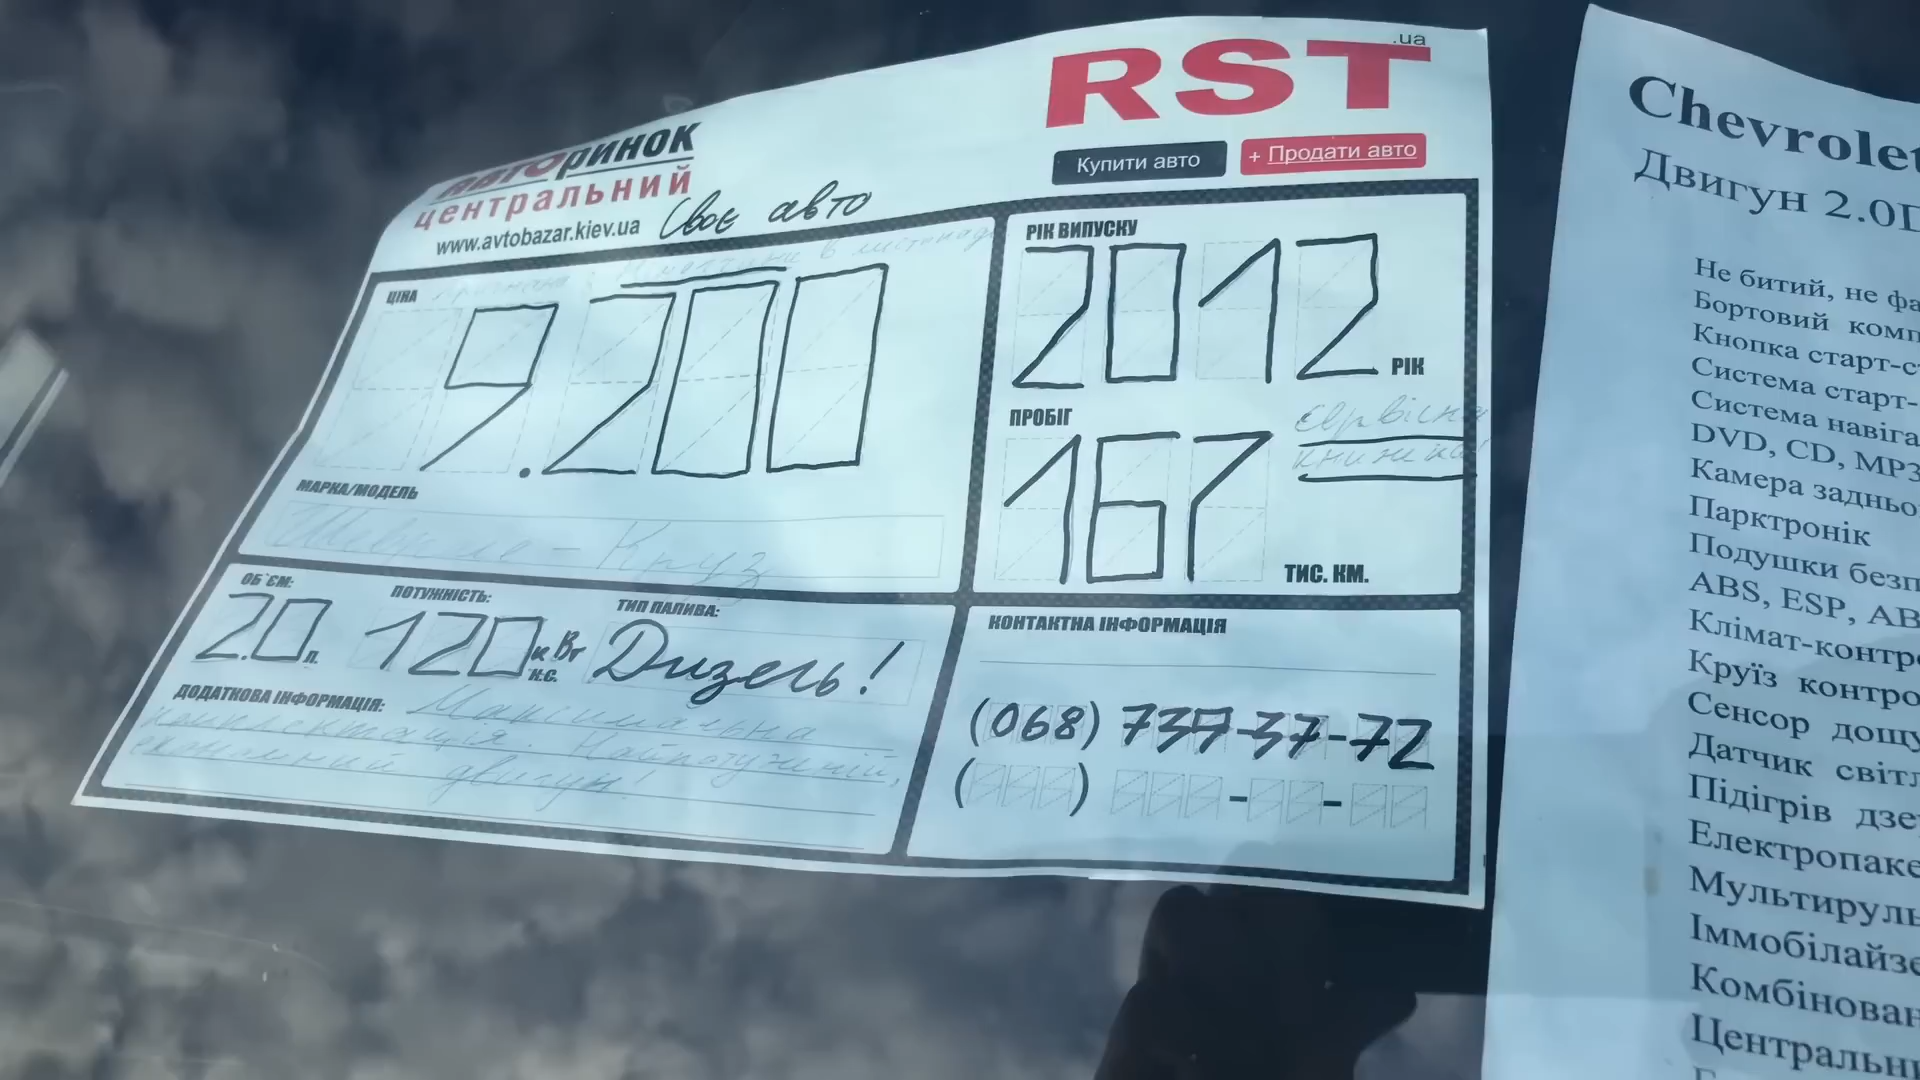 АВТОРИНОК
центральний
www.avtobazar.kiev.ua
Своє авто
RST.ua
Купити авто
+ Продати авто
ЦІНА
9.200
РІК ВИПУСКУ
2012 РІК
ПРОБІГ
167 ТИС. КМ.
сервісна
книжка
МАРКА/МОДЕЛЬ
Шевроле - Круз
ОБ`ЄМ:
2.0 л.
ПОТУЖНІСТЬ:
120 кВт
к.с.
ТИП ПАЛИВА:
Дизель!
ДОДАТКОВА ІНФОРМАЦІЯ: Максимальна
комплектація. Найпотужніий,
економний двигун!
КОНТАКТНА ІНФОРМАЦІЯ
(068) 737-37-72
Chevrolet
Двигун 2.0D
Не битий, не фа
Бортовий комп
Кнопка старт-ст
Система старт-
Система навіга
DVD, CD, MP3
Камера задньо
Парктронік
Подушки безп
ABS, ESP, AB
Клімат-контр
Круїз контро
Сенсор дощу
Датчик світл
Підігрів дзе
Електропаке
Мультируль
Іммобілайзе
Комбінован
Центральн